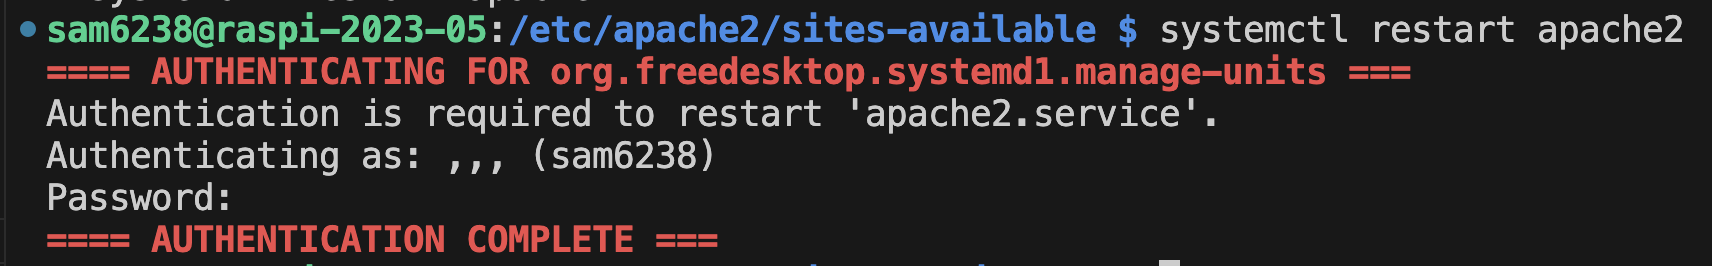 sam6238@raspi-2023-05:/etc/apache2/sites-available $ systemctl restart apache2
==== AUTHENTICATING FOR org.freedesktop.systemd1.manage-units ===
Authentication is required to restart 'apache2.service'.
Authenticating as: ,,, (sam6238)
Password:
==== AUTHENTICATION COMPLETE ===